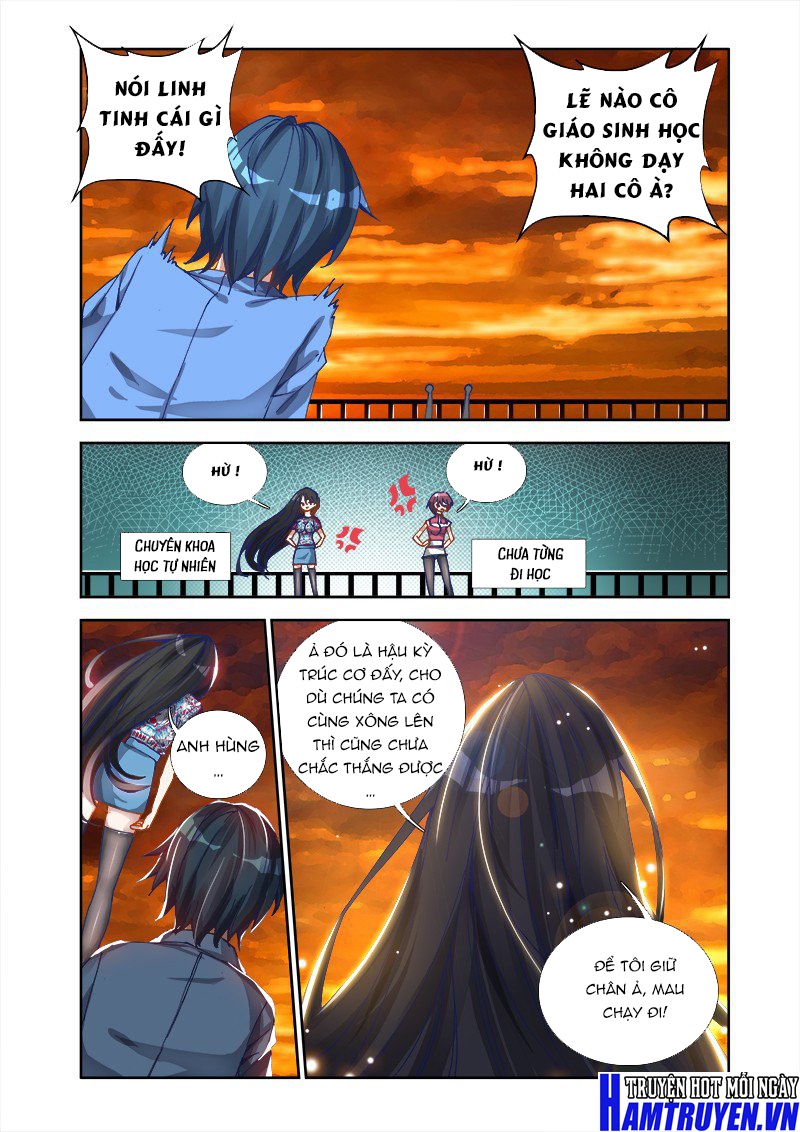 NÓI LINH
TINH CÁI GÌ
ĐẤY!
LẼ NÀO CÔ
GIÁO SINH HỌC
KHÔNG DẠY
HAI CÔ À?
HỪ !
HỪ !
CHUYÊN KHOA
HỌC TỰ NHIÊN
CHƯA TỪNG
ĐI HỌC
ANH HÙNG
...
Ả ĐÓ LÀ HẬU KỲ
TRÚC CƠ ĐẤY, CHO
DÙ CHÚNG TA CÓ
CÙNG XÔNG LÊN
THÌ CŨNG CHƯA
CHẮC THẮNG ĐƯỢC
...
ĐỂ TÔI GIỮ
CHÂN Ả, MAU
CHẠY ĐI!
TRUYỆN HOT MỖI NGÀY
HAMTRUYEN.VN